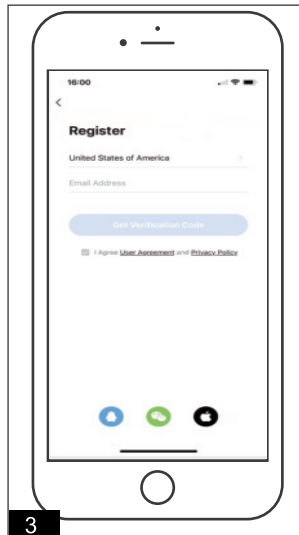 16:00
Register
United States of America
Email Address
Get Verification Code
I Agree User Agreement and Privacy Policy
3